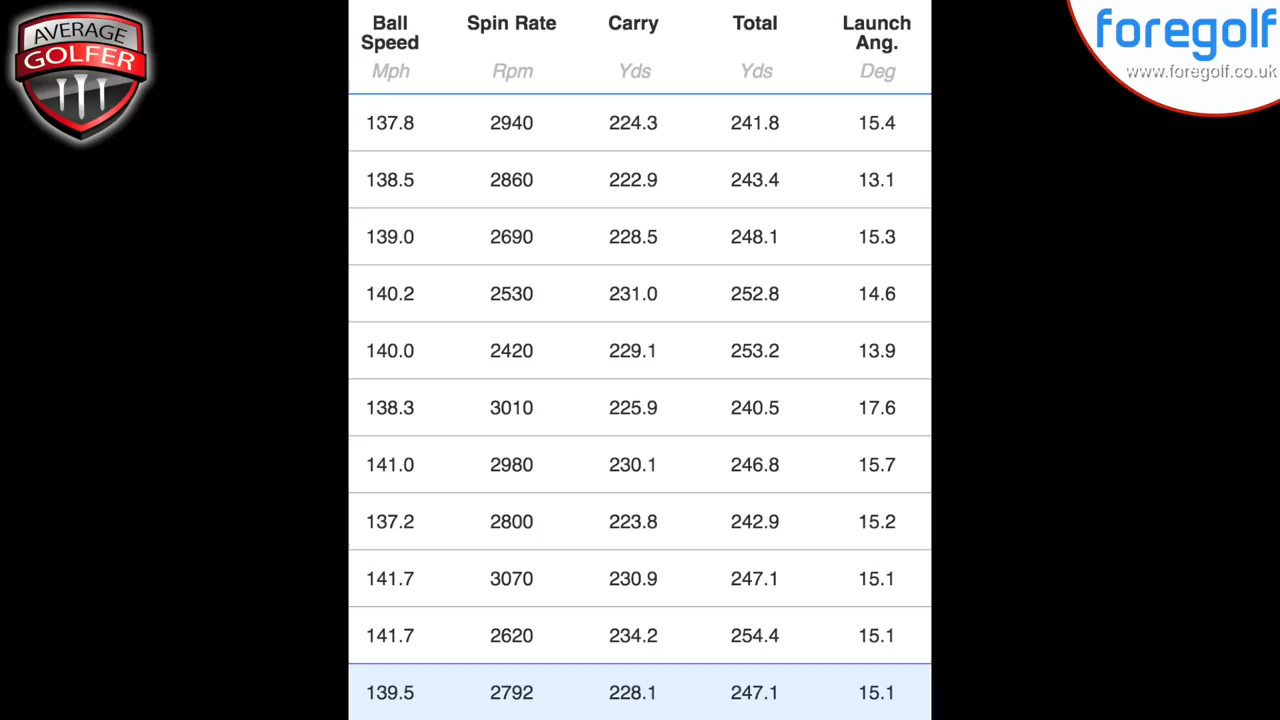 AVERAGE
GOLFER
foregolf
www.foregolf.co.uk
Ball Speed Spin Rate Carry Total Launch Ang.
Mph Rpm Yds Yds Deg
137.8 2940 224.3 241.8 15.4
138.5 2860 222.9 243.4 13.1
139.0 2690 228.5 248.1 15.3
140.2 2530 231.0 252.8 14.6
140.0 2420 229.1 253.2 13.9
138.3 3010 225.9 240.5 17.6
141.0 2980 230.1 246.8 15.7
137.2 2800 223.8 242.9 15.2
141.7 3070 230.9 247.1 15.1
141.7 2620 234.2 254.4 15.1
139.5 2792 228.1 247.1 15.1